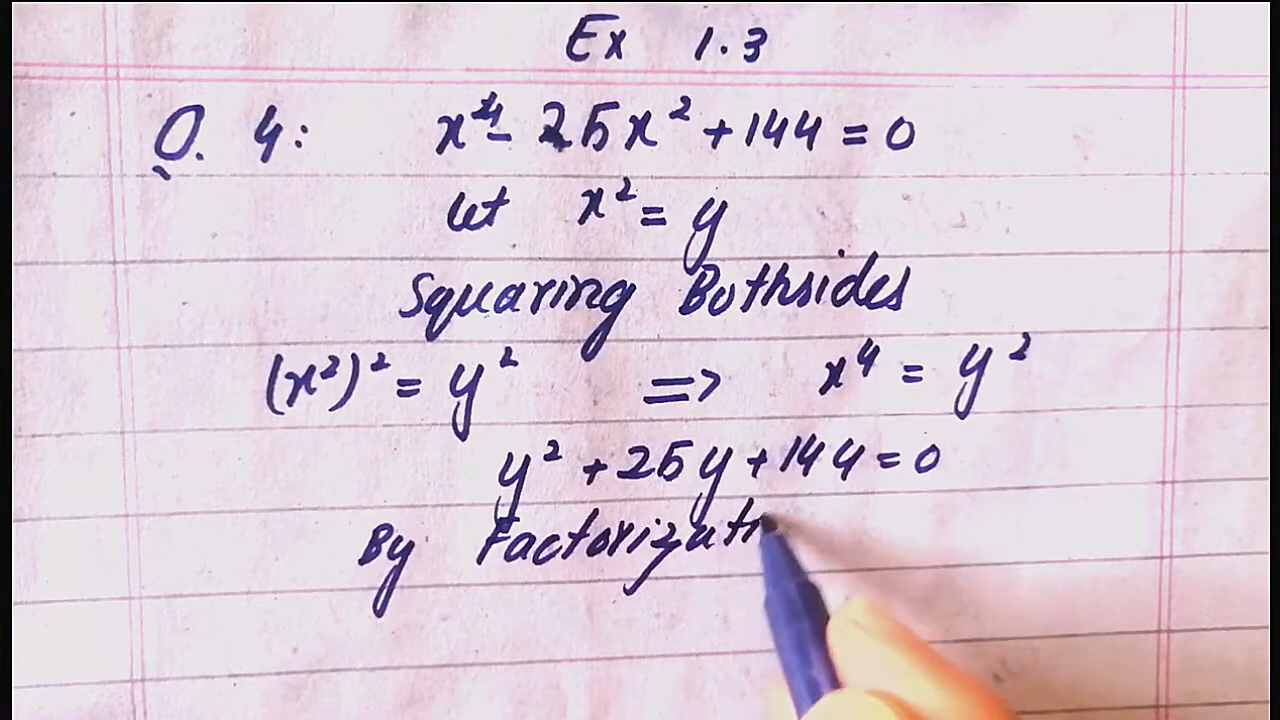 Ex 1.3
Q. 4: x⁴ - 25x² + 144 = 0
let x² = y
Squaring Bothsides
(x²)² = y² => x⁴ = y²
y² + 25y + 144 = 0
By Factorizati